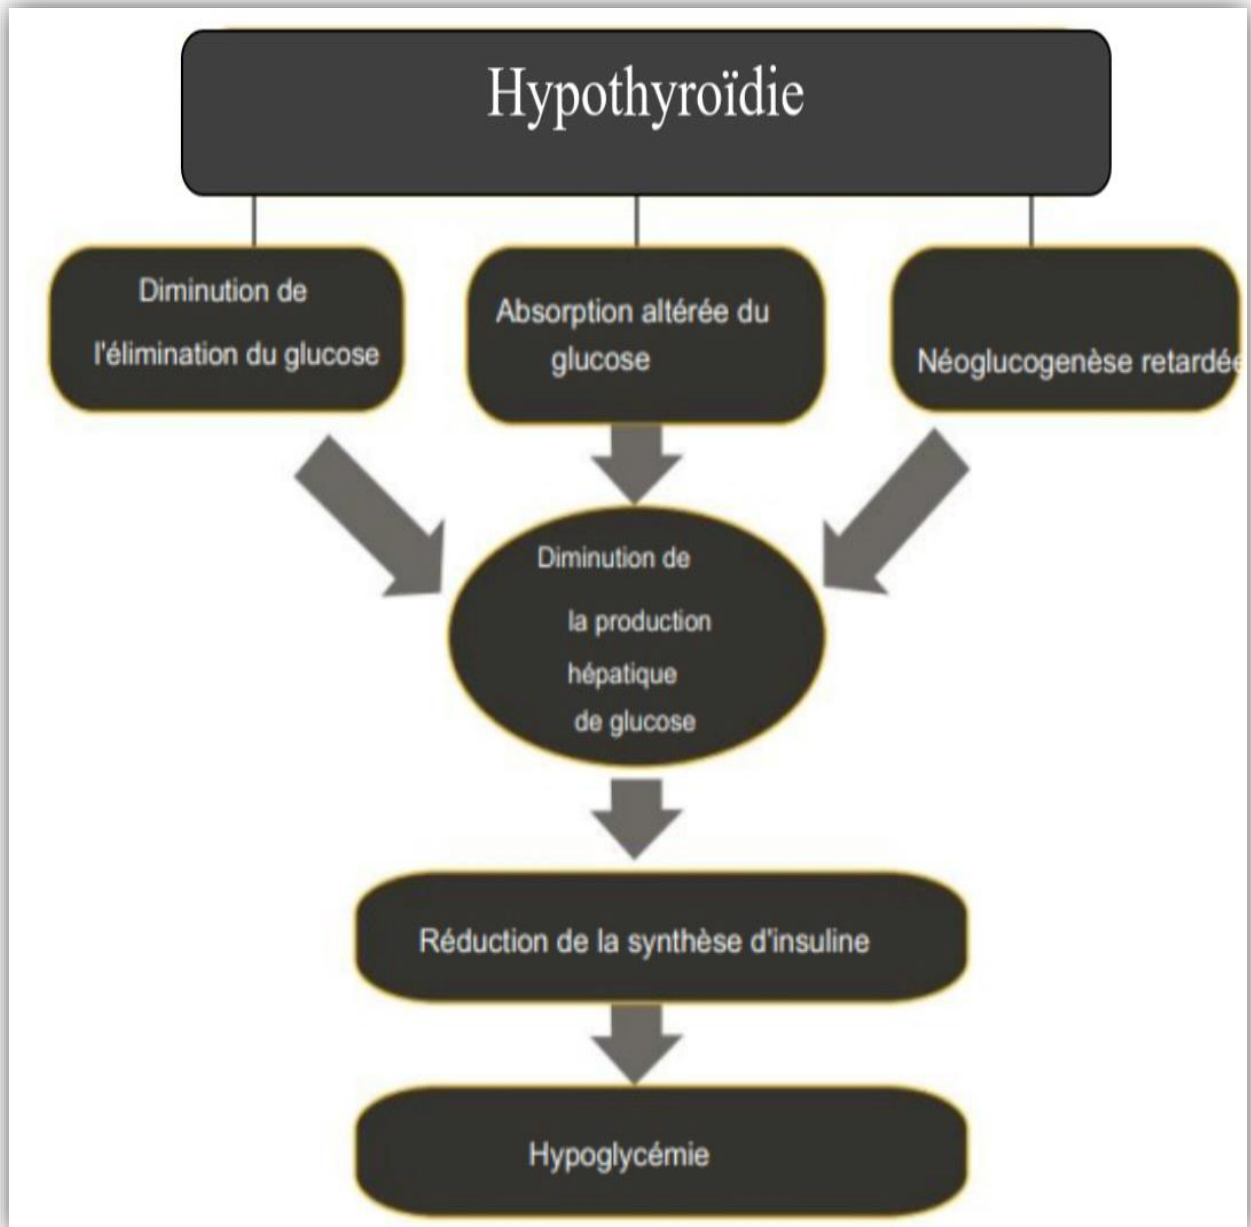 Hypothyroïdie
Diminution de
l'élimination du glucose
Absorption altérée du
glucose
Néoglucogenèse retardée
Diminution de
la production
hépatique
de glucose
Réduction de la synthèse d'insuline
Hypoglycémie